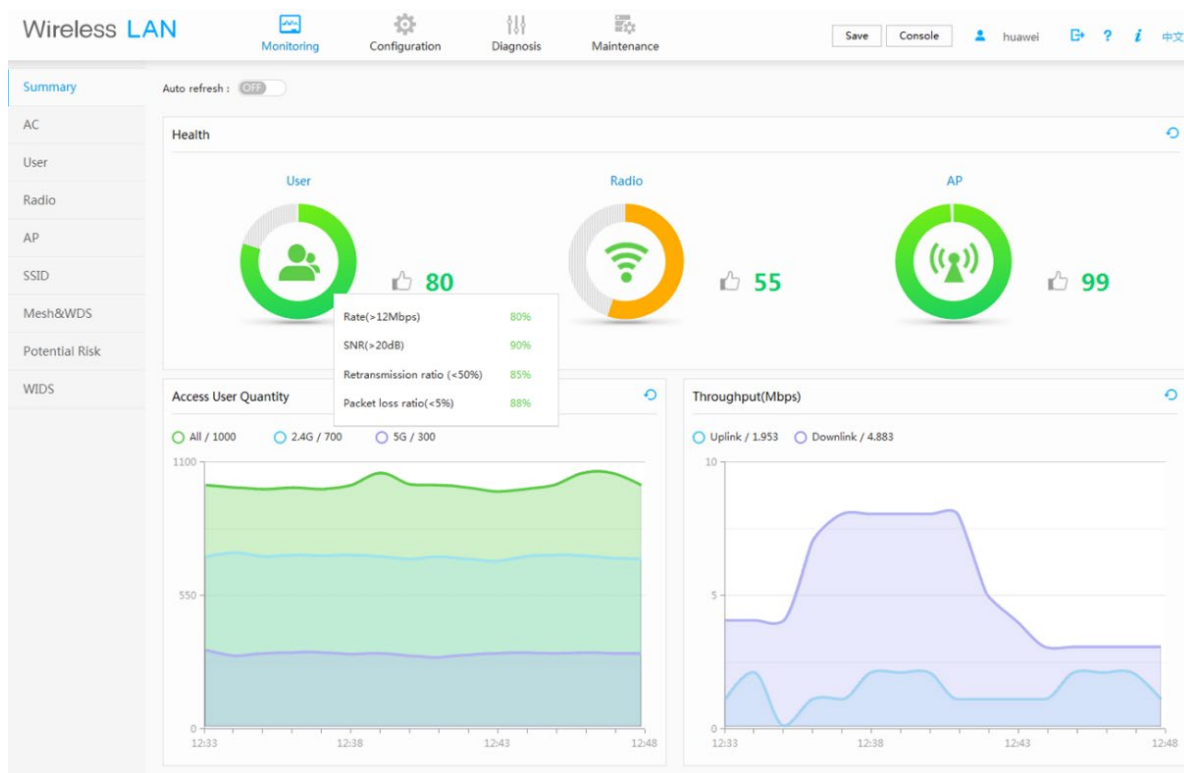 Wireless LAN
Monitoring
Configuration
Diagnosis
Maintenance
Save
Console
huawei
?
i
中文
Summary
AC
User
Radio
AP
SSID
Mesh&WDS
Potential Risk
WIDS
Auto refresh :
OFF
Health
User
80
Radio
55
AP
99
Rate(>12Mbps) 80%
SNR(>20dB) 90%
Retransmission ratio (<50%) 85%
Packet loss ratio(<5%) 88%
Access User Quantity
All / 1000
2.4G / 700
5G / 300
1100
550
0
12:33
12:38
12:43
12:48
Throughput(Mbps)
Uplink / 1.953
Downlink / 4.883
10
5
0
12:33
12:38
12:43
12:48